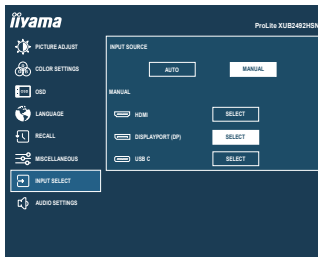 iiyama
ProLite XUB2492HSN
PICTURE ADJUST
COLOR SETTINGS
OSD
OSD
LANGUAGE
RECALL
MISCELLANEOUS
INPUT SELECT
AUDIO SETTINGS
INPUT SOURCE
AUTO
MANUAL
MANUAL
HDMI
SELECT
DISPLAYPORT (DP)
SELECT
USB C
SELECT